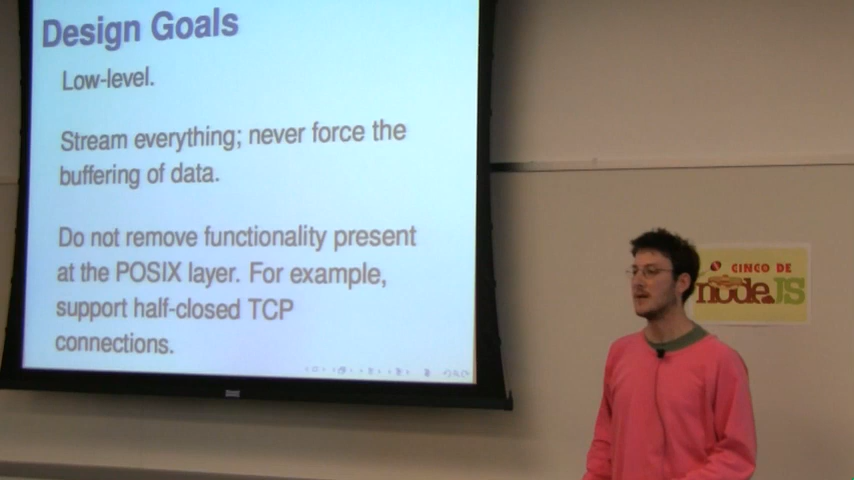 Design Goals
Low-level.
Stream everything; never force the
buffering of data.
Do not remove functionality present
at the POSIX layer. For example,
support half-closed TCP
connections.
CINCO DE
nodeJS